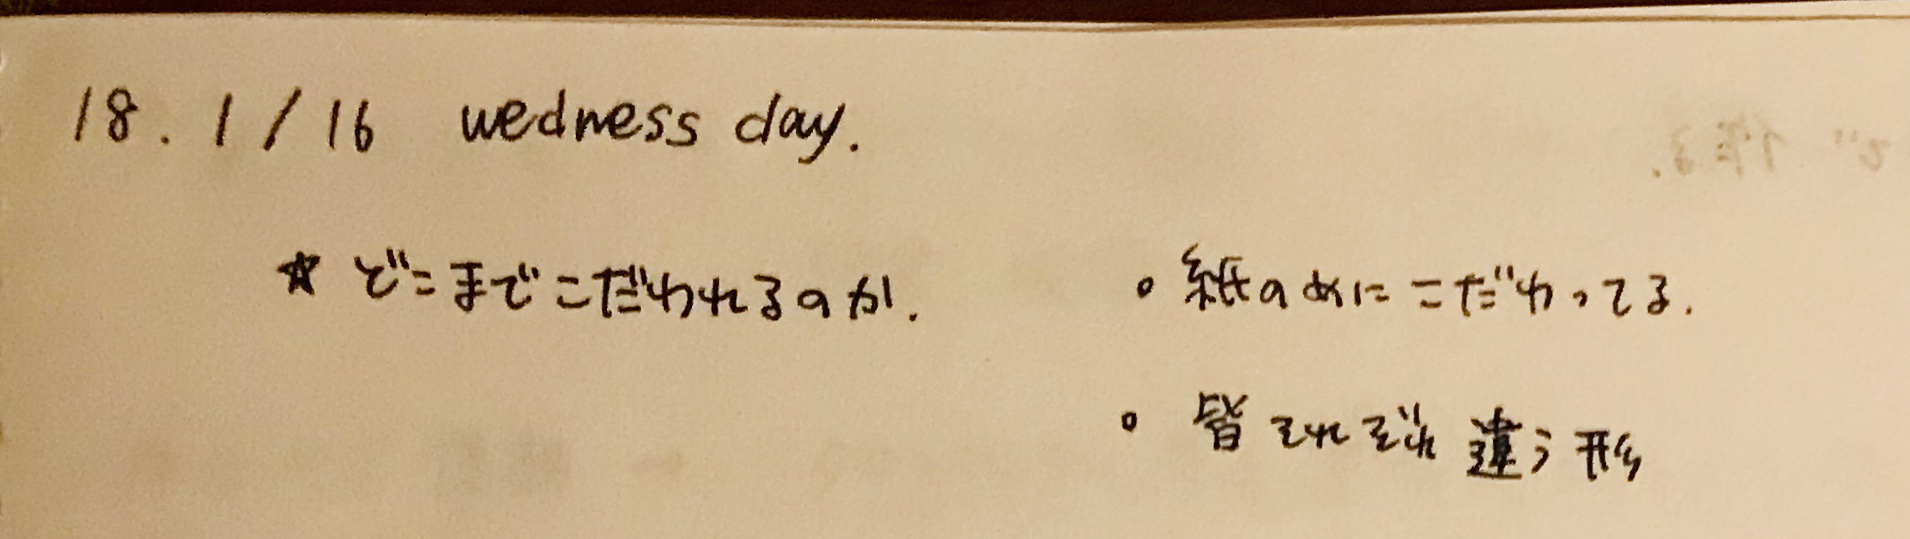 18. 1/16 wedness day.
☆ どこまでこだわれるのか.
。紙のめにこだわってる.
。皆それぞれ違う形